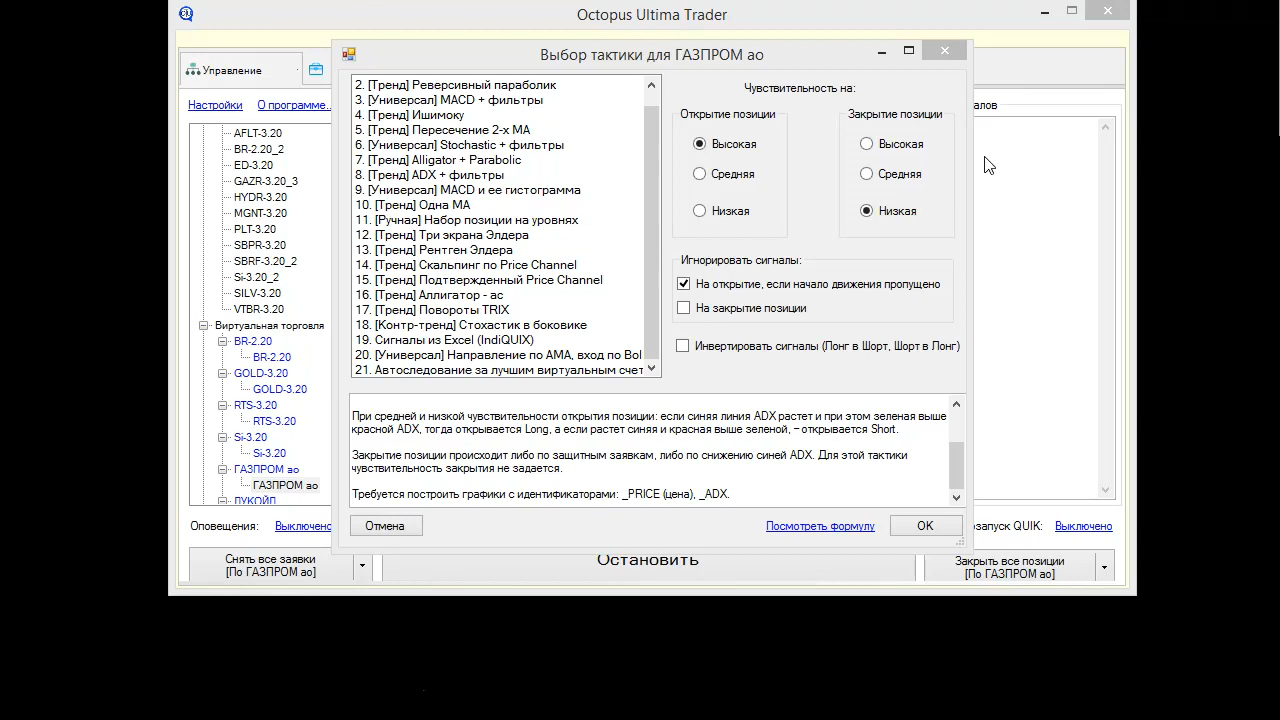 Octopus Ultima Trader
Управление
Настройки
О программе..
AFLT-3.20
BR-2.20_2
ED-3.20
GAZR-3.20_3
HYDR-3.20
MGNT-3.20
PLT-3.20
SBPR-3.20
SBRF-3.20_2
Si-3.20_2
SILV-3.20
VTBR-3.20
Виртуальная торговля
BR-2.20
BR-2.20
GOLD-3.20
GOLD-3.20
RTS-3.20
RTS-3.20
Si-3.20
Si-3.20
ГАЗПРОМ ао
ГАЗПРОМ ао
ЛУКОЙЛ
Выбор тактики для ГАЗПРОМ ао
2. [Тренд] Реверсивный параболик
3. [Универсал] MACD + фильтры
4. [Тренд] Ишимоку
5. [Тренд] Пересечение 2-х МА
6. [Универсал] Stochastic + фильтры
7. [Тренд] Alligator + Parabolic
8. [Тренд] ADX + фильтры
9. [Универсал] MACD и ее гистограмма
10. [Тренд] Одна МА
11. [Ручная] Набор позиции на уровнях
12. [Тренд] Три экрана Элдера
13. [Тренд] Рентген Элдера
14. [Тренд] Скальпинг по Price Channel
15. [Тренд] Подтвержденный Price Channel
16. [Тренд] Аллигатор - ас
17. [Тренд] Повороты TRIX
18. [Контр-тренд] Стохастик в боковике
19. Сигналы из Excel (IndiQUIX)
20. [Универсал] Направление по АМА, вход по Bol
21. Автоследование за лучшим виртуальным счет
Чувствительность на:
Открытие позиции
Высокая
Средняя
Низкая
Закрытие позиции
Высокая
Средняя
Низкая
Игнорировать сигналы:
На открытие, если начало движения пропущено
На закрытие позиции
Инвертировать сигналы (Лонг в Шорт, Шорт в Лонг)
При средней и низкой чувствительности открытия позиции: если синяя линия ADX растет и при этом зеленая выше
красной ADX, тогда открывается Long, а если растет синяя и красная выше зеленой, – открывается Short.
Закрытие позиции происходит либо по защитным заявкам, либо по снижению синей ADX. Для этой тактики
чувствительность закрытия не задается.
Требуется построить графики с идентификаторами: _PRICE (цена), _ADX.
Отмена
Посмотреть формулу
OK
алов
Оповещения:
Выключено
запуск QUIK:
Выключено
Снять все заявки
[По ГАЗПРОМ ао]
Остановить
Закрыть все позиции
[По ГАЗПРОМ ао]